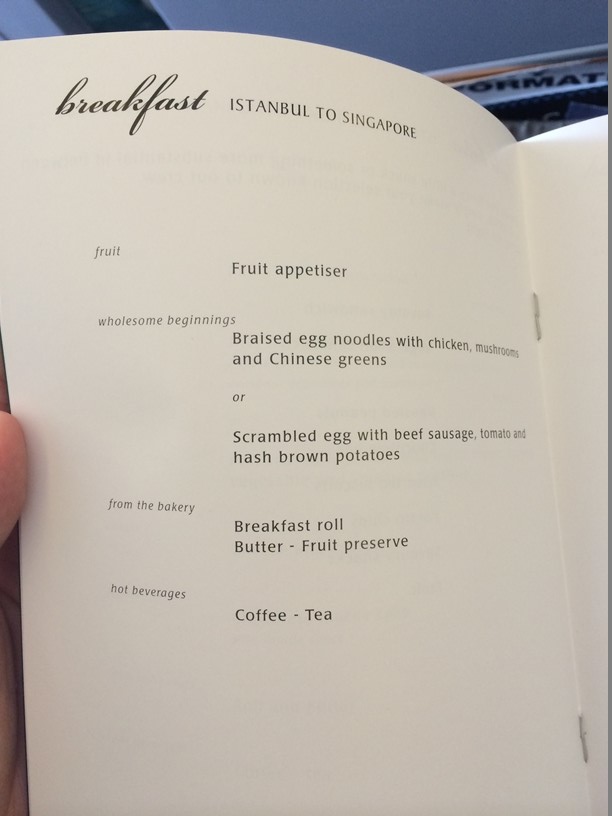 breakfast ISTANBUL TO SINGAPORE
fruit
Fruit appetiser
wholesome beginnings
Braised egg noodles with chicken, mushrooms
and Chinese greens
or
Scrambled egg with beef sausage, tomato and
hash brown potatoes
from the bakery
Breakfast roll
Butter - Fruit preserve
hot beverages
Coffee - Tea